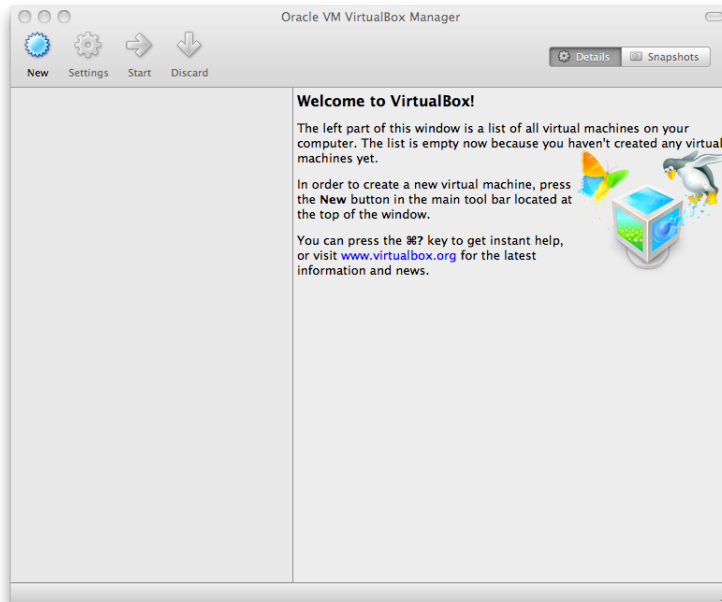 Oracle VM VirtualBox Manager
New Settings Start Discard
Details Snapshots
Welcome to VirtualBox!
The left part of this window is a list of all virtual machines on your
computer. The list is empty now because you haven't created any virtual
machines yet.
In order to create a new virtual machine, press
the New button in the main tool bar located at
the top of the window.
You can press the ⌘? key to get instant help,
or visit www.virtualbox.org for the latest
information and news.